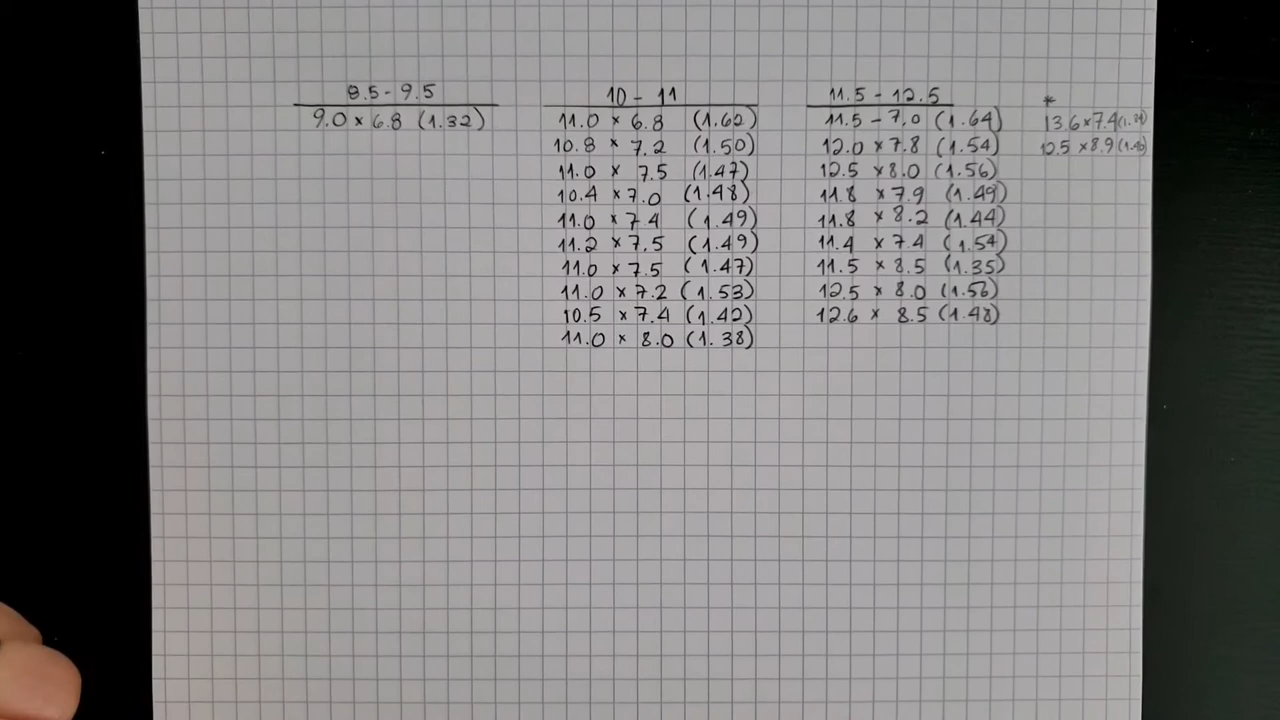 8.5 - 9.5
9.0 × 6.8 (1.32)
10 - 11
11.0 × 6.8 (1.62)
10.8 × 7.2 (1.50)
11.0 × 7.5 (1.47)
10.4 × 7.0 (1.48)
11.0 × 7.4 (1.49)
11.2 × 7.5 (1.49)
11.0 × 7.5 (1.47)
11.0 × 7.2 (1.53)
10.5 × 7.4 (1.42)
11.0 × 8.0 (1.38)
11.5 - 12.5
11.5 - 7.0 (1.64)
12.0 × 7.8 (1.54)
12.5 × 8.0 (1.56)
11.8 × 7.9 (1.49)
11.8 × 8.2 (1.44)
11.4 × 7.4 (1.54)
11.5 × 8.5 (1.35)
12.5 × 8.0 (1.56)
12.6 × 8.5 (1.48)
*
13.6 × 7.4
12.5 × 8.9